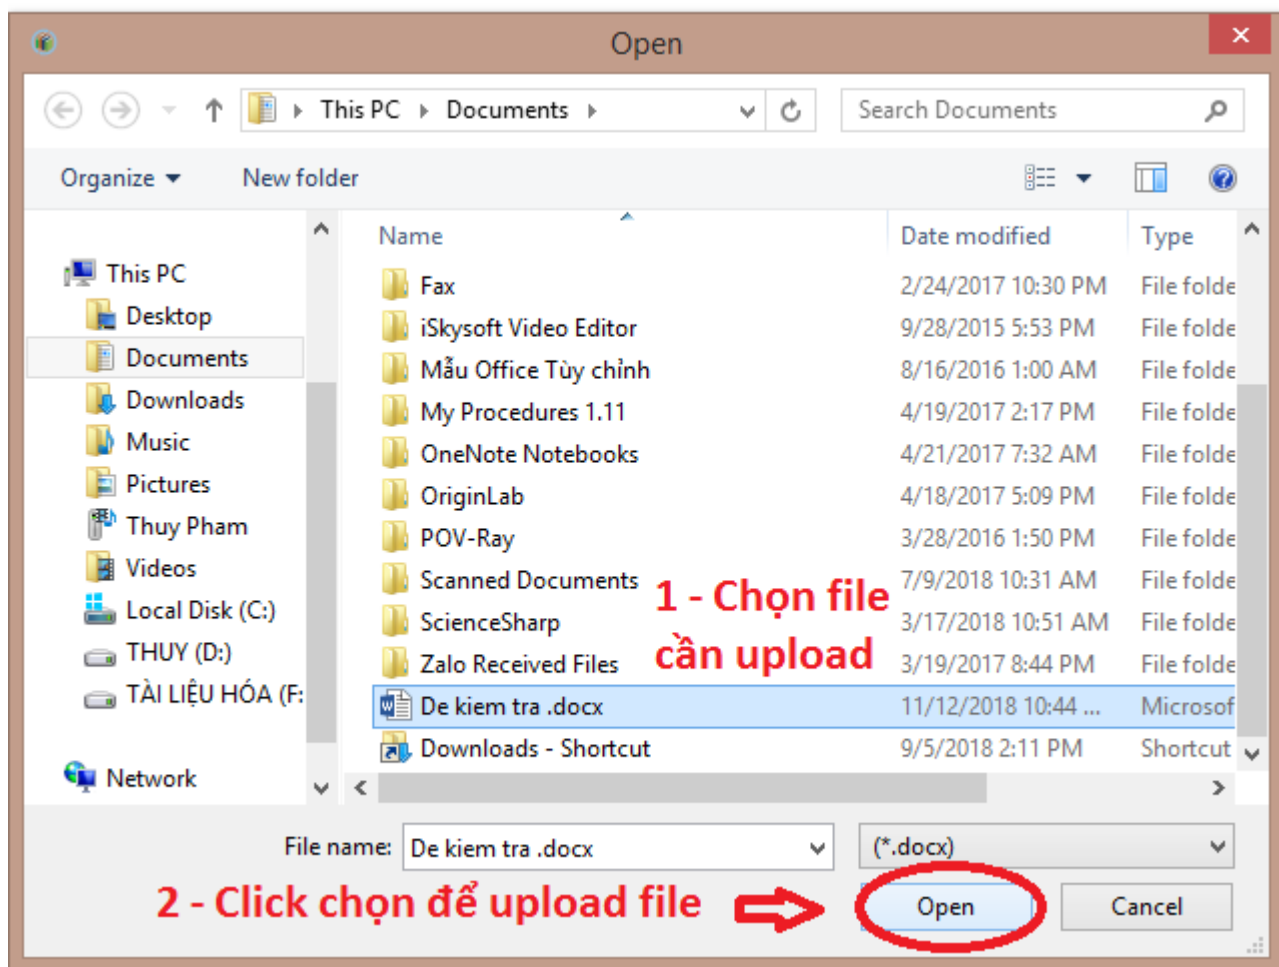 Open
This PC Documents
Search Documents
Organize
New folder
Name Date modified Type
This PC
Desktop
Documents
Downloads
Music
Pictures
Thuy Pham
Videos
Local Disk (C:)
THUY (D:)
TÀI LIỆU HÓA (F:
Network
Fax 2/24/2017 10:30 PM File folde
iSkysoft Video Editor 9/28/2015 5:53 PM File folde
Mẫu Office Tùy chỉnh 8/16/2016 1:00 AM File folde
My Procedures 1.11 4/19/2017 2:17 PM File folde
OneNote Notebooks 4/21/2017 7:32 AM File folde
OriginLab 4/18/2017 5:09 PM File folde
POV-Ray 3/28/2016 1:50 PM File folde
Scanned Documents 7/9/2018 10:31 AM File folde
ScienceSharp 3/17/2018 10:51 AM File folde
Zalo Received Files 3/19/2017 8:44 PM File folde
De kiem tra .docx 11/12/2018 10:44 ... Microsof
Downloads - Shortcut 9/5/2018 2:11 PM Shortcut
1 - Chọn file
cần upload
File name: De kiem tra .docx (*.docx)
2 - Click chọn để upload file
Open Cancel